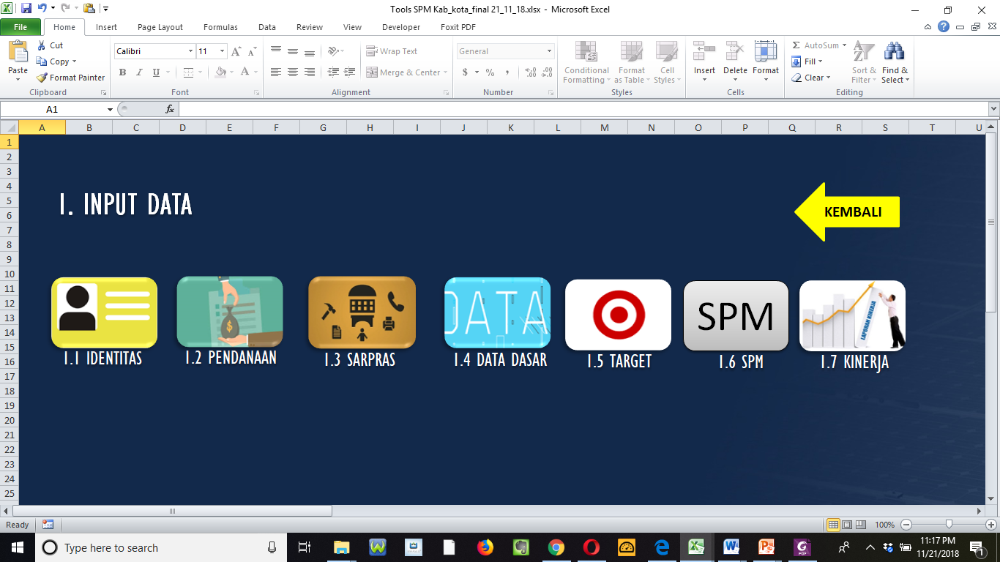 Tools SPM Kab_kota_final 21_11_18.xlsx - Microsoft Excel
File Home Insert Page Layout Formulas Data Review View Developer Foxit PDF
Paste
Cut
Copy
Format Painter
Clipboard
Calibri 11
B I U
Font
Wrap Text
Merge & Center
Alignment
General
$ % ,
Number
Conditional Formatting
Format as Table
Cell Styles
Styles
Insert Delete Format
Cells
AutoSum
Fill
Clear
Sort & Filter
Find & Select
Editing
A1 fx
A B C D E F G H I J K L M N O P Q R S T U
1
2
3
4
5
6
7
8
9
10
11
12
13
14
15
16
17
18
19
20
21
22
23
24
25
1. INPUT DATA
KEMBALI
DATA
SPM
LAPORAN KINERJA
1.1 IDENTITAS
1.2 PENDANAAN
1.3 SARPRAS
1.4 DATA DASAR
1.5 TARGET
1.6 SPM
1.7 KINERJA
Ready 100%
Type here to search
11:17 PM
11/21/2018